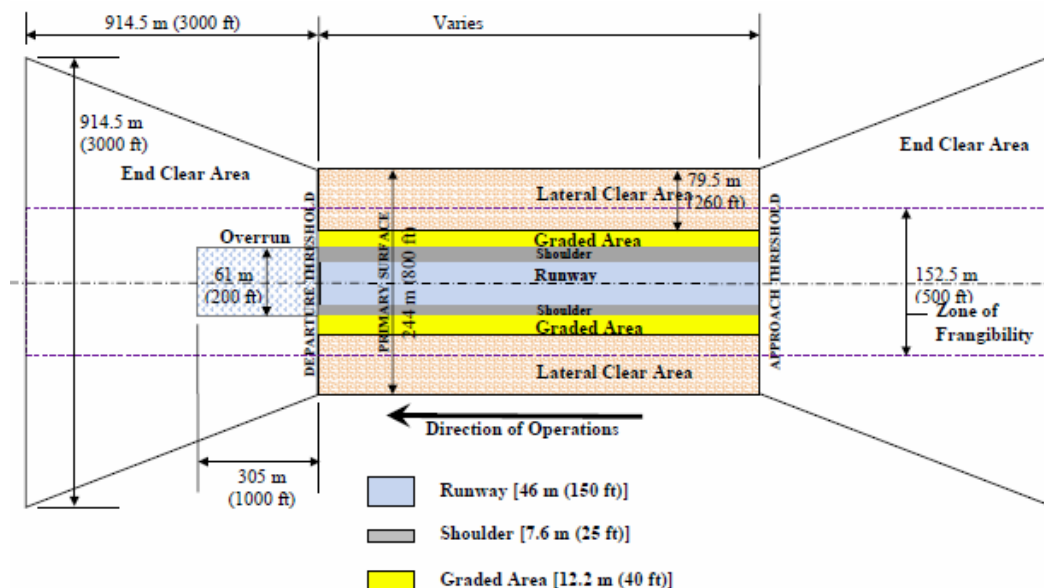 914.5 m (3000 ft)
Varies
914.5 m
(3000 ft)
End Clear Area
End Clear Area
Lateral Clear Area
79.5 m
(260 ft)
Overrun
61 m
(200 ft)
DEPARTURE THRESHOLD
PRIMARY SURFACE
244 m (800 ft)
Graded Area
Shoulder
Runway
Shoulder
Graded Area
Lateral Clear Area
APPROACH THRESHOLD
152.5 m
(500 ft)
Zone of
Frangibility
Direction of Operations
305 m
(1000 ft)
Runway [46 m (150 ft)]
Shoulder [7.6 m (25 ft)]
Graded Area [12.2 m (40 ft)]